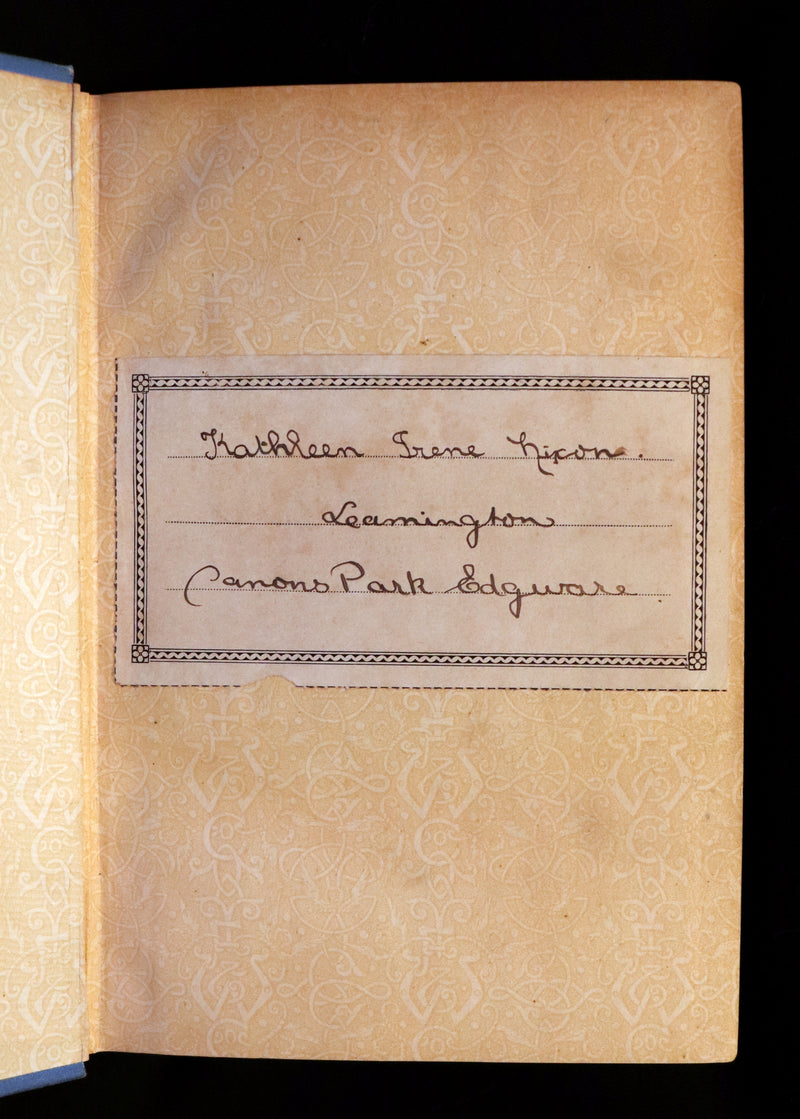 Kathleen Irene Nixon.
Leamington
Canons Park Edgware.